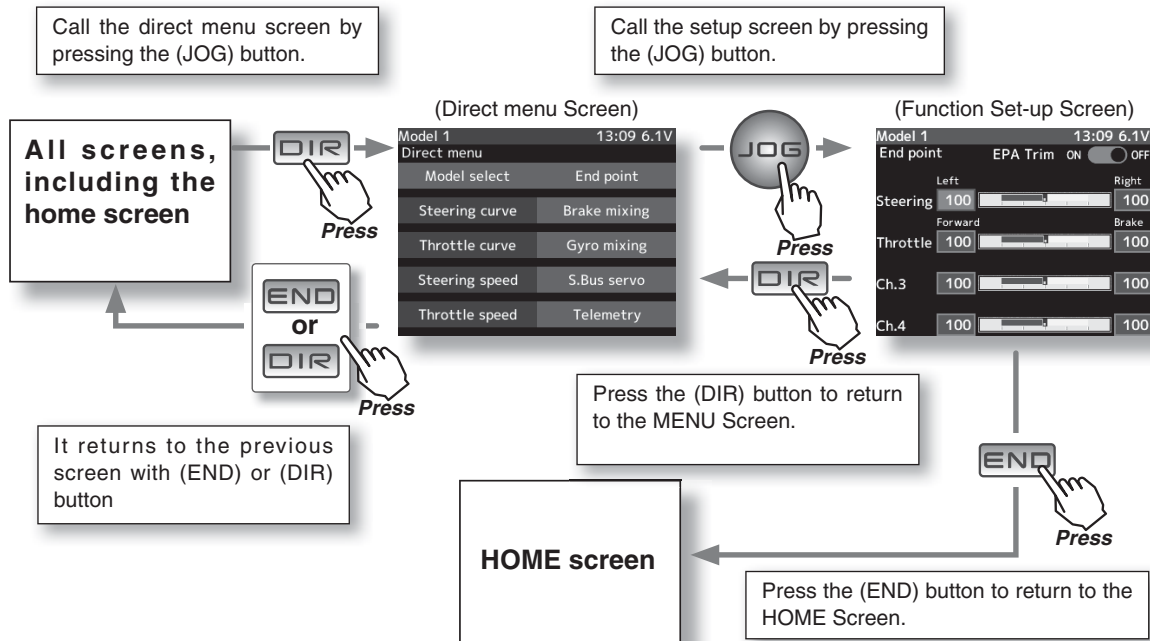 Call the direct menu screen by
pressing the (JOG) button.
Call the setup screen by pressing
the (JOG) button.
All screens,
including the
home screen
DIR
Press
(Direct menu Screen)
Model 1 13:09 6.1V
Direct menu
Model select End point
Steering curve Brake mixing
Throttle curve Gyro mixing
Steering speed S.Bus servo
Throttle speed Telemetry
JOG
Press
DIR
Press
(Function Set-up Screen)
Model 1 13:09 6.1V
End point EPA Trim ON OFF
Left Right
Steering 100 100
Forward Brake
Throttle 100 100
Ch.3 100 100
Ch.4 100 100
END
or
DIR
Press
It returns to the previous
screen with (END) or (DIR)
button
Press the (DIR) button to return
to the MENU Screen.
END
Press
HOME screen
Press the (END) button to return to the
HOME Screen.